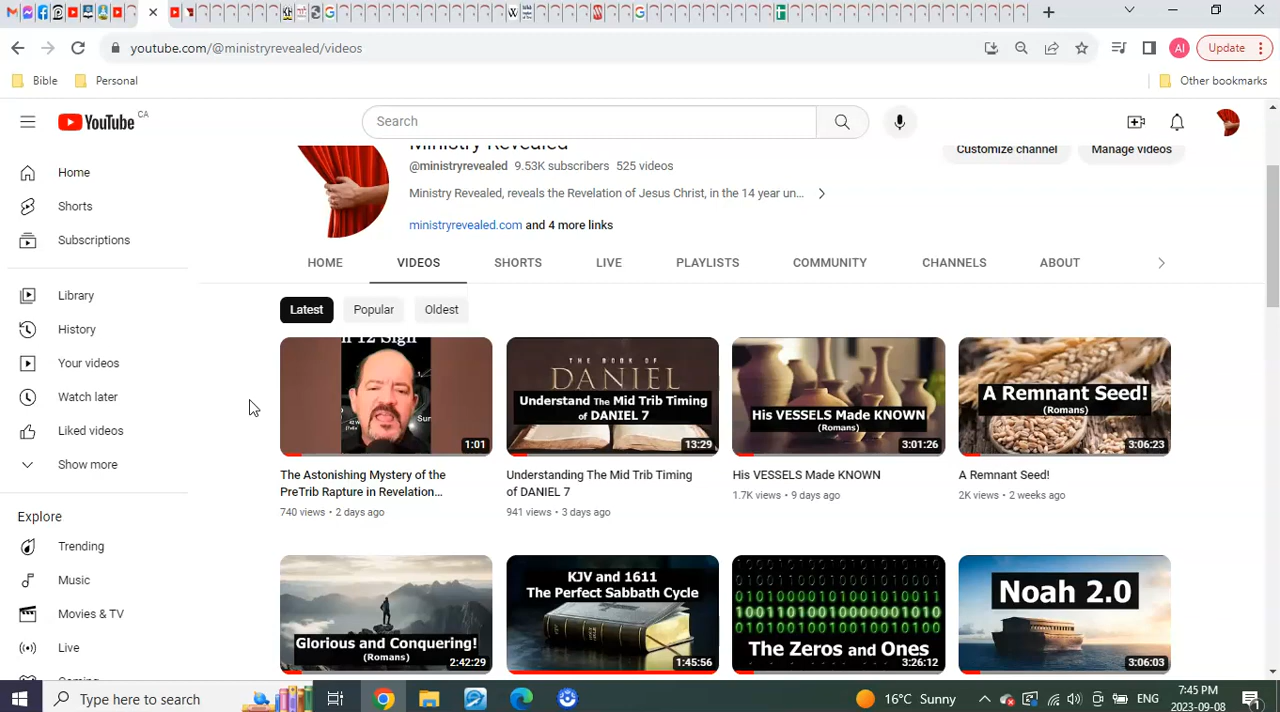 youtube.com/@ministryrevealed/videos
AI
Update
Bible
Personal
Other bookmarks
YouTube CA
Search
Ministry Revealed
@ministryrevealed 9.53K subscribers 525 videos
Customize channel
Manage videos
Ministry Revealed, reveals the Revelation of Jesus Christ, in the 14 year un...
ministryrevealed.com and 4 more links
HOME VIDEOS SHORTS LIVE PLAYLISTS COMMUNITY CHANNELS ABOUT
Latest Popular Oldest
Home
Shorts
Subscriptions
Library
History
Your videos
Watch later
Liked videos
Show more
Explore
Trending
Music
Movies & TV
Live
12 Sign
Sur
1:01
The Astonishing Mystery of the
PreTrib Rapture in Revelation...
740 views • 2 days ago
THE BOOK OF
DANIEL
Understand The Mid Trib Timing
of DANIEL 7
13:29
Understanding The Mid Trib Timing
of DANIEL 7
941 views • 3 days ago
His VESSELS Made KNOWN
(Romans)
3:01:26
His VESSELS Made KNOWN
1.7K views • 9 days ago
A Remnant Seed!
(Romans)
3:06:23
A Remnant Seed!
2K views • 2 weeks ago
Glorious and Conquering!
(Romans)
2:42:29
KJV and 1611
The Perfect Sabbath Cycle
1:45:56
The Zeros and Ones
3:26:12
Noah 2.0
3:06:03
Type here to search
16°C Sunny
ENG
7:45 PM
2023-09-08